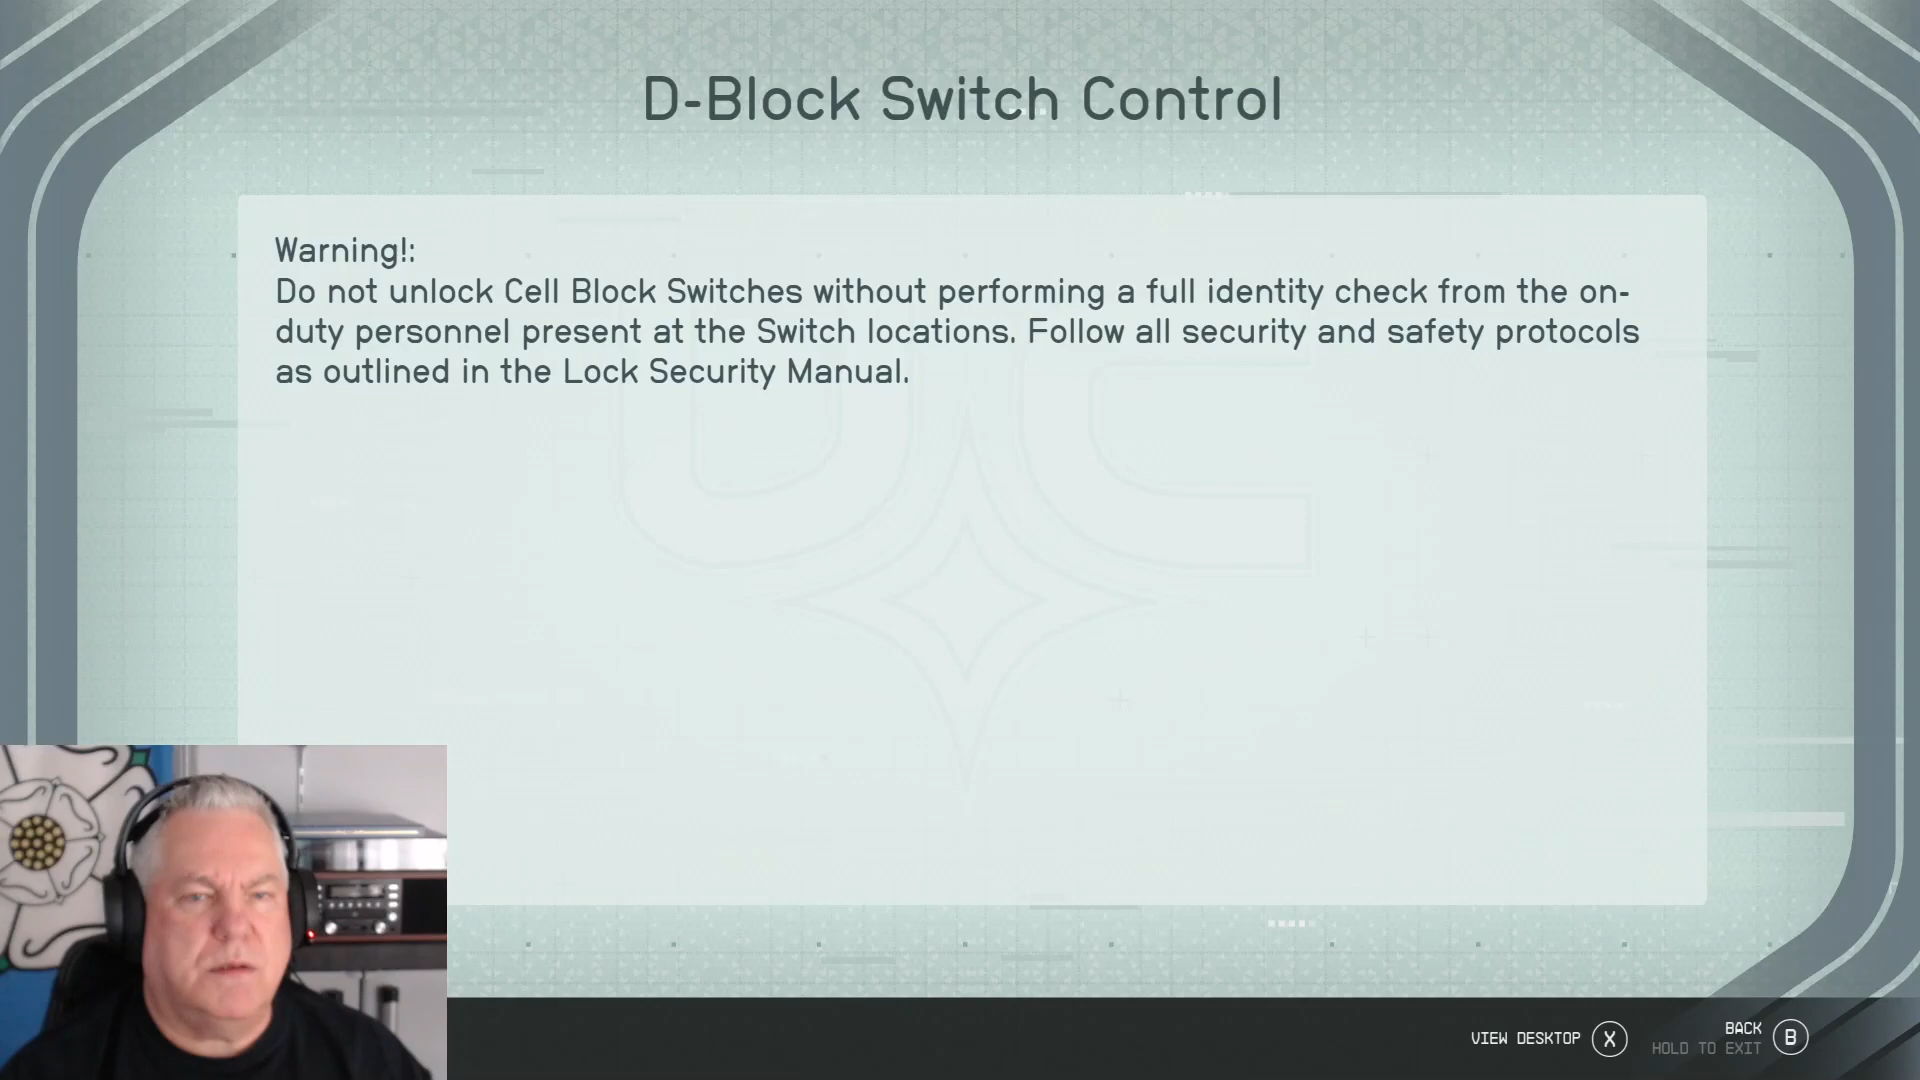 D-Block Switch Control
Warning!:
Do not unlock Cell Block Switches without performing a full identity check from the on-
duty personnel present at the Switch locations. Follow all security and safety protocols
as outlined in the Lock Security Manual.
UC
VIEW DESKTOP X
BACK B
HOLD TO EXIT